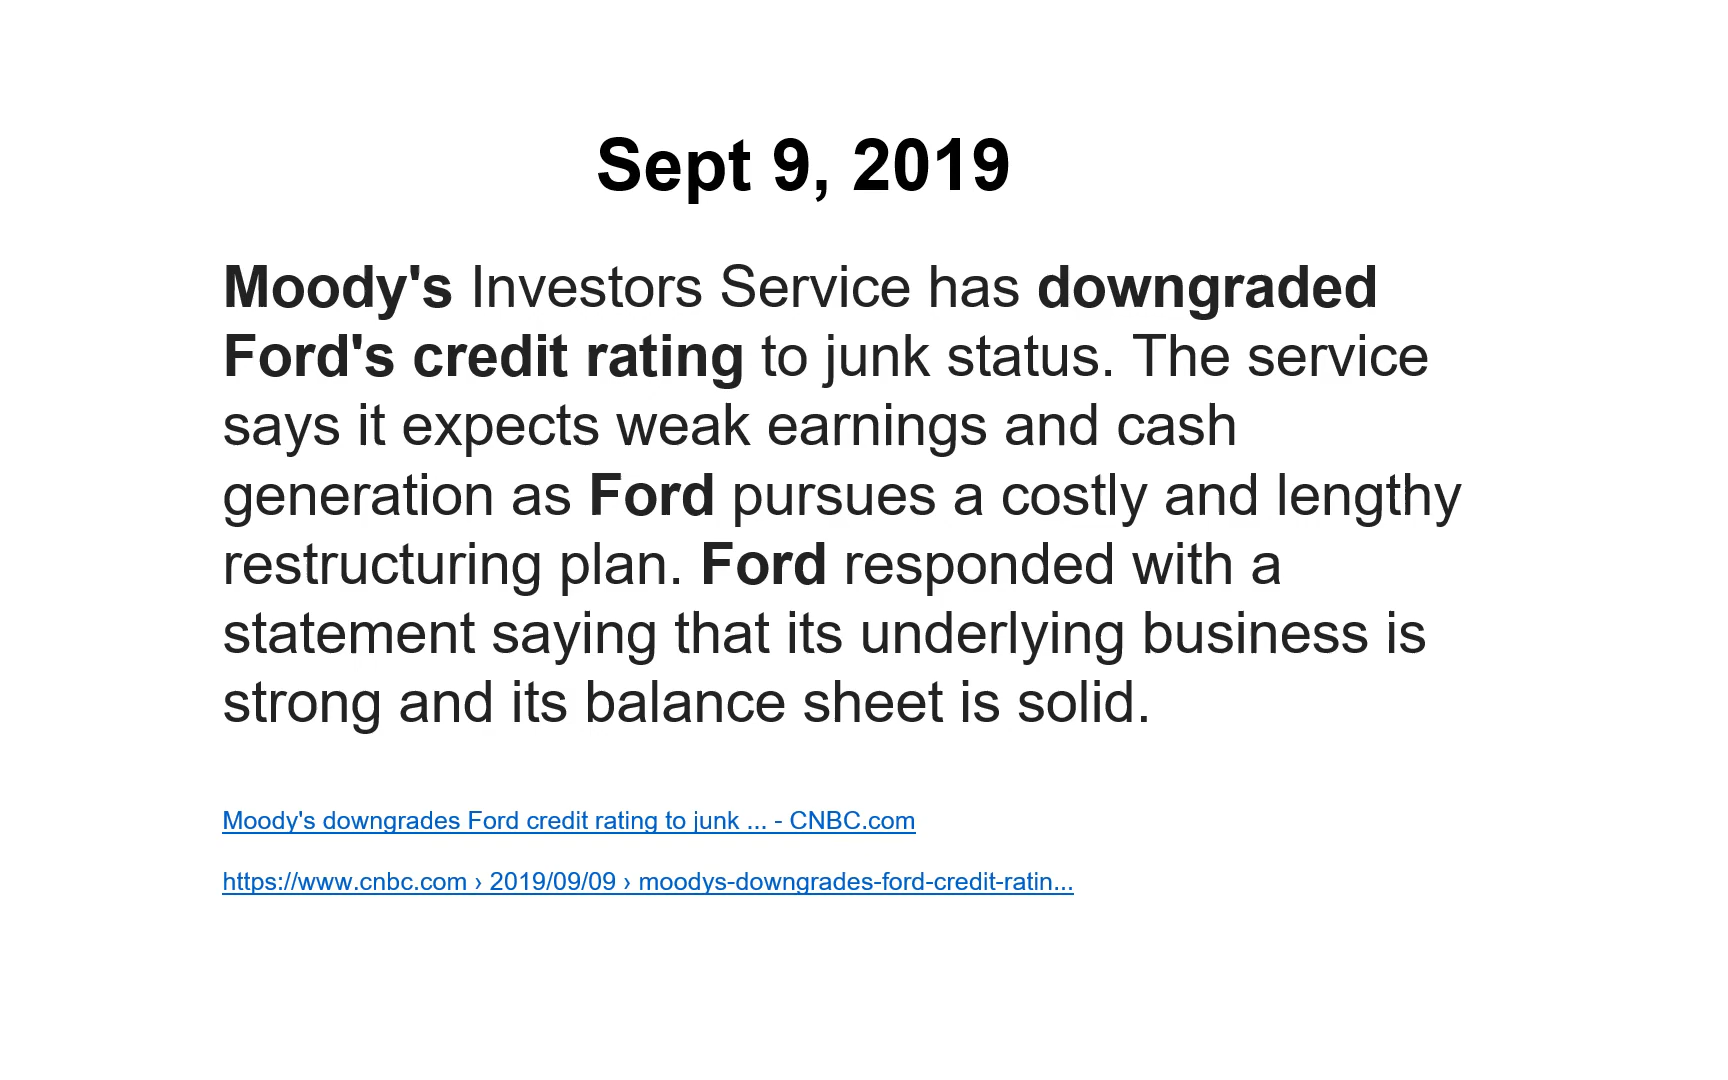 Sept 9, 2019
Moody's Investors Service has downgraded
Ford's credit rating to junk status. The service
says it expects weak earnings and cash
generation as Ford pursues a costly and lengthy
restructuring plan. Ford responded with a
statement saying that its underlying business is
strong and its balance sheet is solid.
Moody's downgrades Ford credit rating to junk ... - CNBC.com
https://www.cnbc.com › 2019/09/09 › moodys-downgrades-ford-credit-ratin...